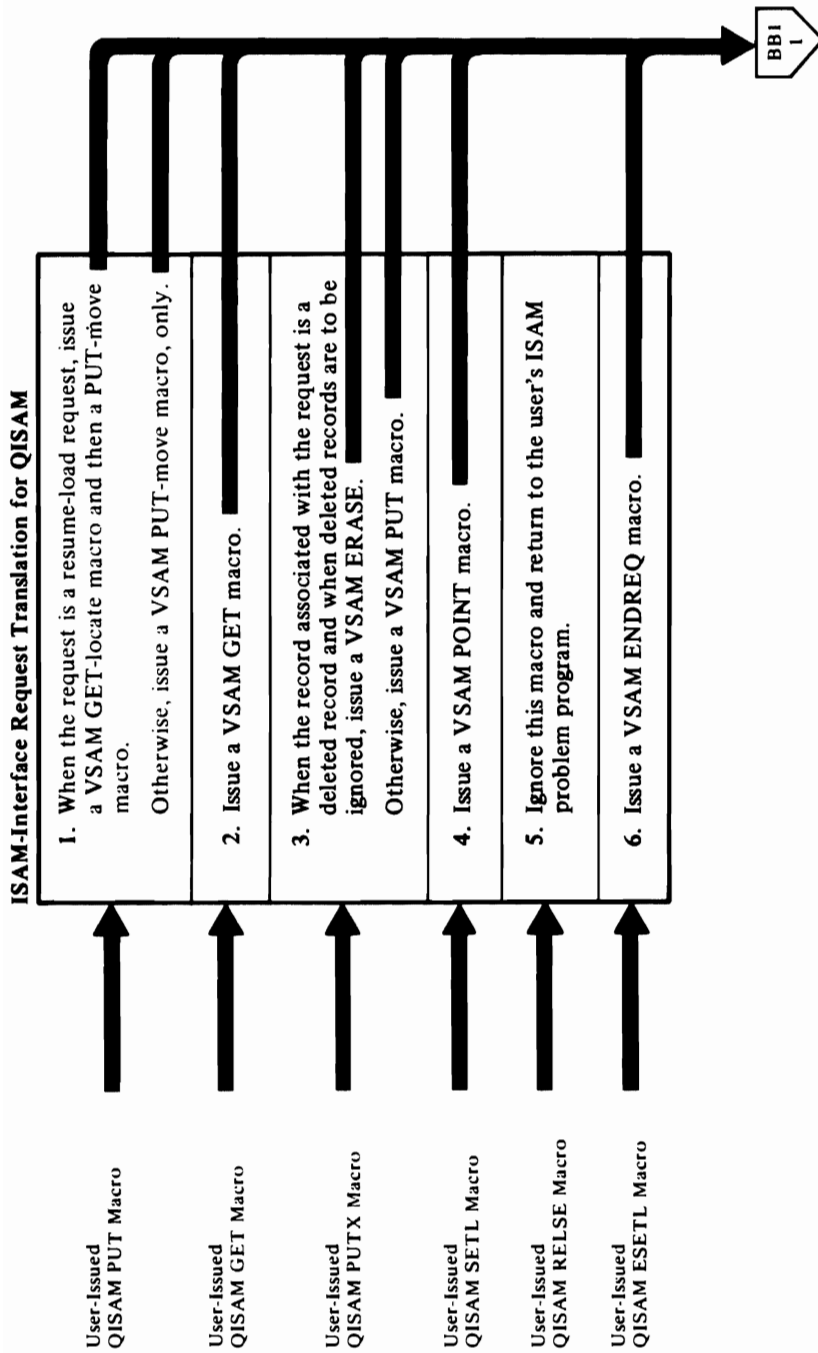 ISAM-Interface Request Translation for QISAM
User-Issued
QISAM PUT Macro
1. When the request is a resume-load request, issue
a VSAM GET-locate macro and then a PUT-move
macro.
Otherwise, issue a VSAM PUT-move macro, only.
User-Issued
QISAM GET Macro
2. Issue a VSAM GET macro.
User-Issued
QISAM PUTX Macro
3. When the record associated with the request is a
deleted record and when deleted records are to be
ignored, issue a VSAM ERASE.
Otherwise, issue a VSAM PUT macro.
User-Issued
QISAM SETL Macro
4. Issue a VSAM POINT macro.
User-Issued
QISAM RELSE Macro
5. Ignore this macro and return to the user's ISAM
problem program.
User-Issued
QISAM ESETL Macro
6. Issue a VSAM ENDREQ macro.
BB1
1